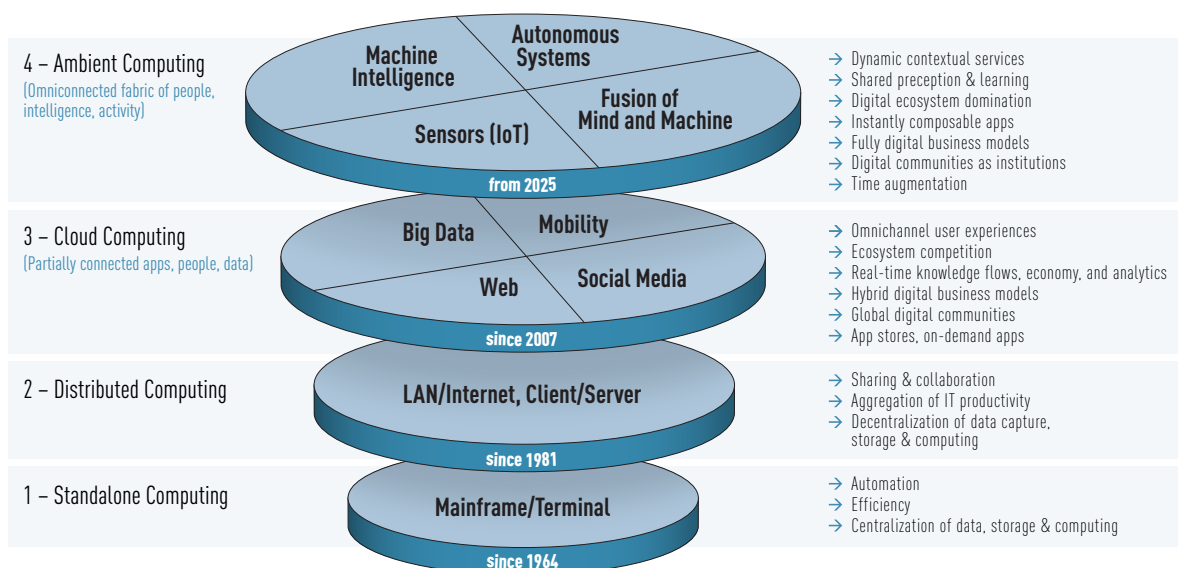 4 – Ambient Computing
(Omniconnected fabric of people,
intelligence, activity)
Machine
Intelligence
Autonomous
Systems
Sensors (IoT)
Fusion of
Mind and Machine
from 2025
→ Dynamic contextual services
→ Shared preception & learning
→ Digital ecosystem domination
→ Instantly composable apps
→ Fully digital business models
→ Digital communities as institutions
→ Time augmentation
3 – Cloud Computing
(Partially connected apps, people, data)
Big Data
Mobility
Web
Social Media
since 2007
→ Omnichannel user experiences
→ Ecosystem competition
→ Real-time knowledge flows, economy, and analytics
→ Hybrid digital business models
→ Global digital communities
→ App stores, on-demand apps
2 – Distributed Computing
LAN/Internet, Client/Server
since 1981
→ Sharing & collaboration
→ Aggregation of IT productivity
→ Decentralization of data capture,
storage & computing
1 – Standalone Computing
Mainframe/Terminal
since 1964
→ Automation
→ Efficiency
→ Centralization of data, storage & computing